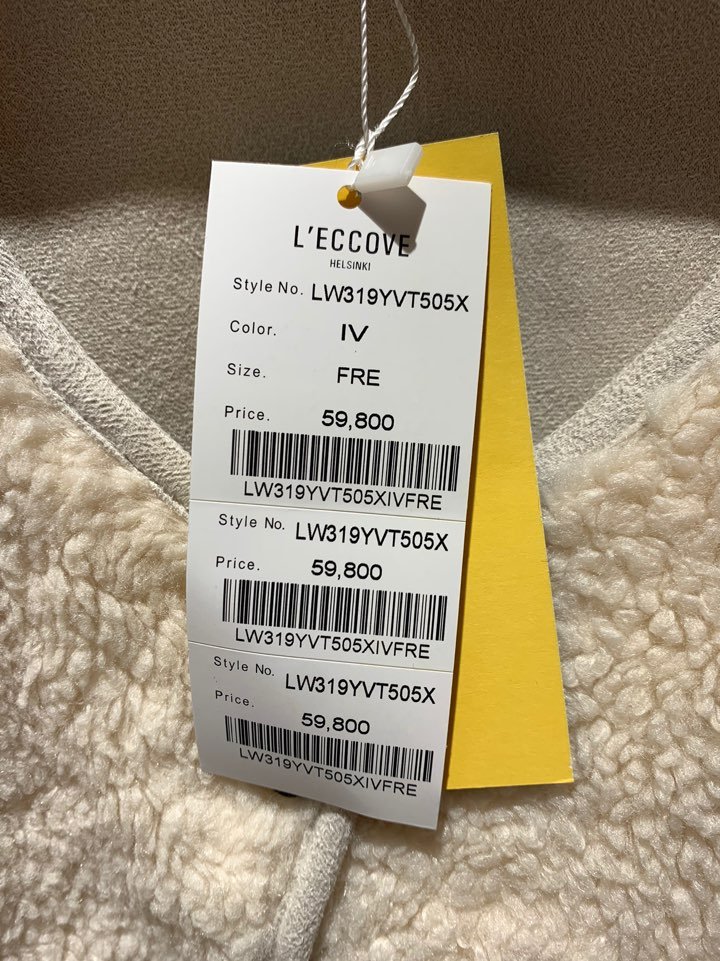 L'ECCOVE
HELSINKI
Style No. LW319YVT505X
Color. IV
Size. FRE
Price. 59,800
LW319YVT505XIVFRE
Style No. LW319YVT505X
Price. 59,800
LW319YVT505XIVFRE
Style No. LW319YVT505X
Price. 59,800
LW319YVT505XIVFRE